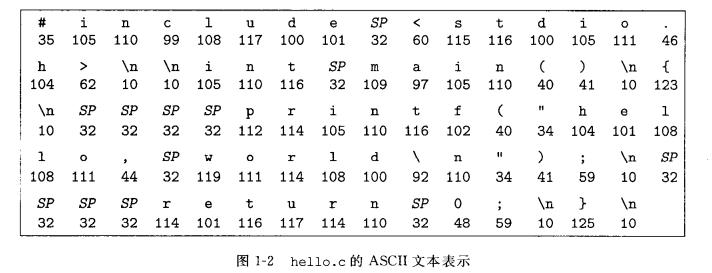 # i n c l u d e SP < s t d i o .
35 105 110 99 108 117 100 101 32 60 115 116 100 105 111 46
h > \n \n i n t SP m a i n ( ) \n {
104 62 10 10 105 110 116 32 109 97 105 110 40 41 10 123
\n SP SP SP SP p r i n t f ( " h e l
10 32 32 32 32 112 114 105 110 116 102 40 34 104 101 108
l o , SP w o r l d \ n " ) ; \n SP
108 111 44 32 119 111 114 108 100 92 110 34 41 59 10 32
SP SP SP r e t u r n SP 0 ; \n } \n
32 32 32 114 101 116 117 114 110 32 48 59 10 125 10
图 1-2 hello.c 的 ASCII 文本表示